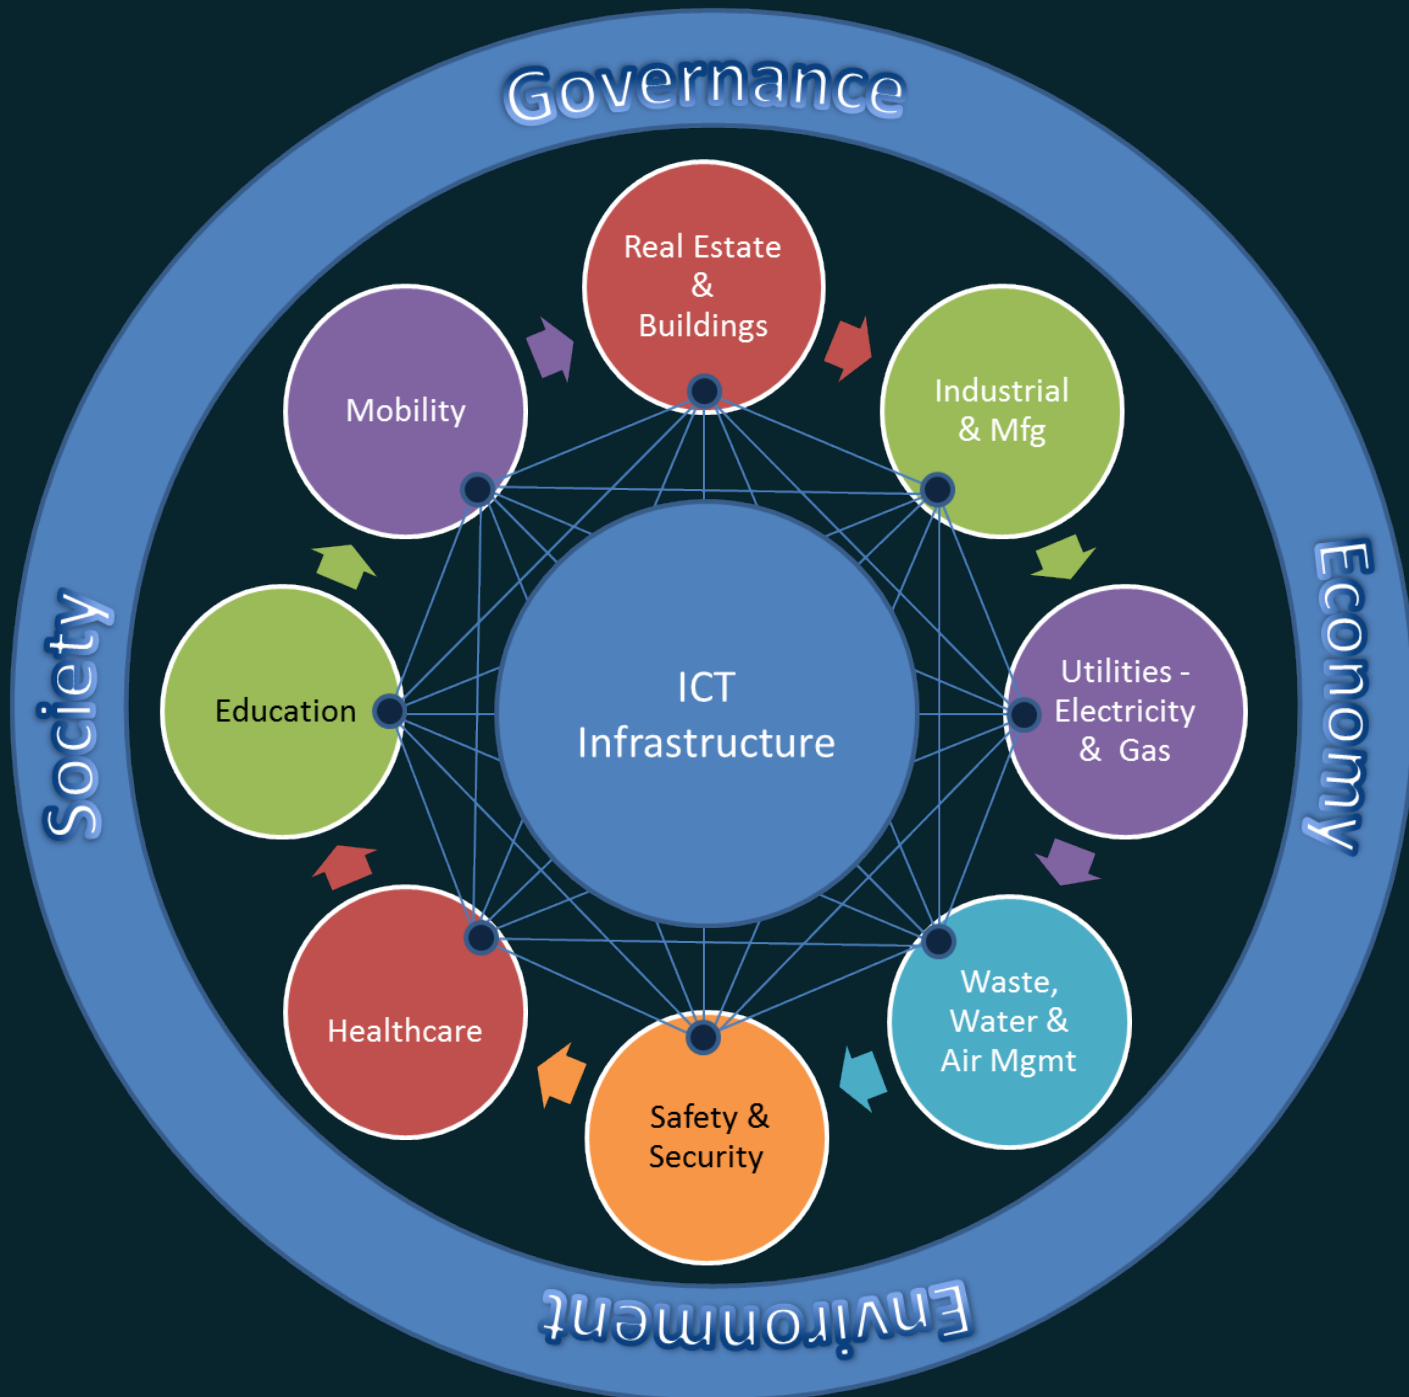 Governance
Real Estate
&
Buildings
Industrial
& Mfg
Mobility
Economy
Utilities -
Electricity
& Gas
ICT
Infrastructure
Education
Society
Waste,
Water &
Air Mgmt
Healthcare
Safety &
Security
Environment